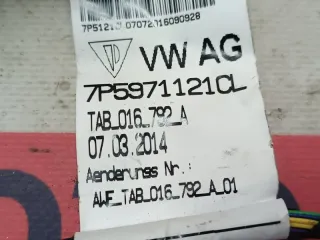 VW AG
7P5971121CL
TAB_016_792_A
07.03.2014
Aenderungs Nr.:
AWF_TAB_016_792_A_01